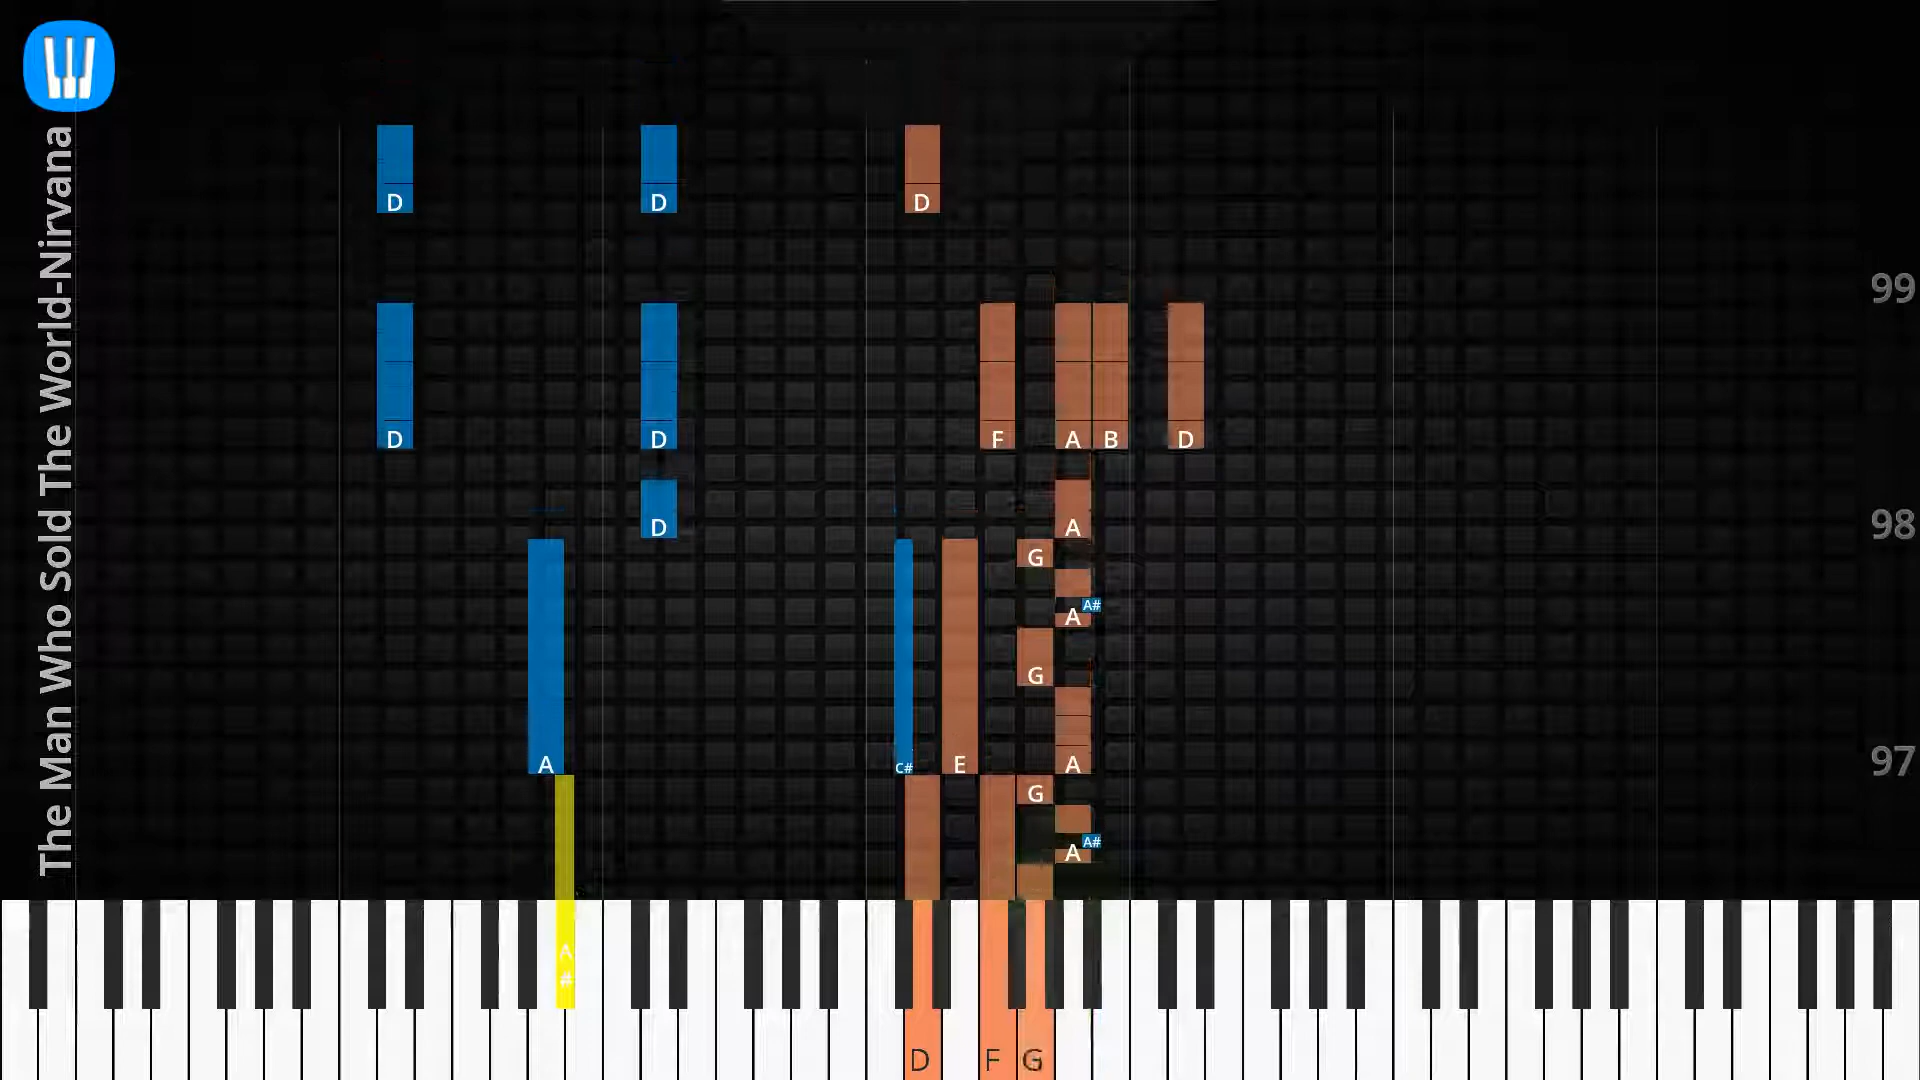 The Man Who Sold The World-Nirvana
D D D
99
D D F A B D
98
D A
G
A#
A
G
97
A C# E A
G
A#
A
A
#
D F G